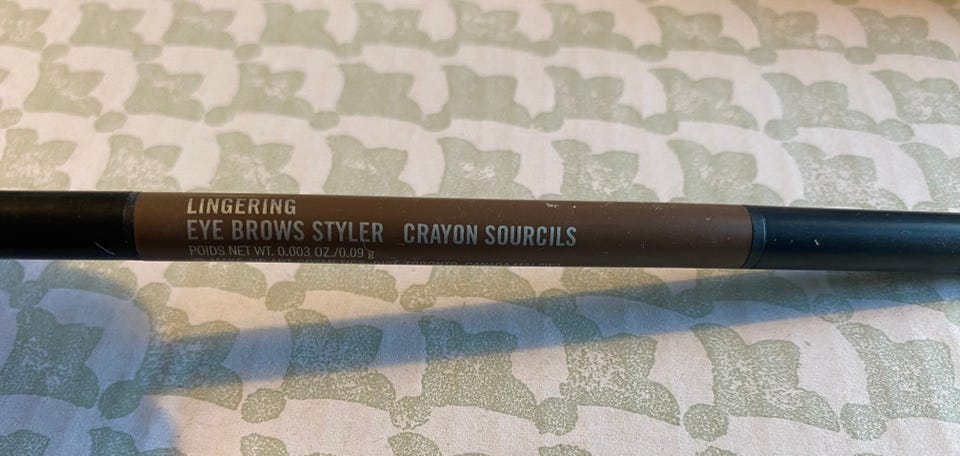 LINGERING
EYE BROWS STYLER CRAYON SOURCILS
POIDS NET WT. 0.003 OZ./0.09 g